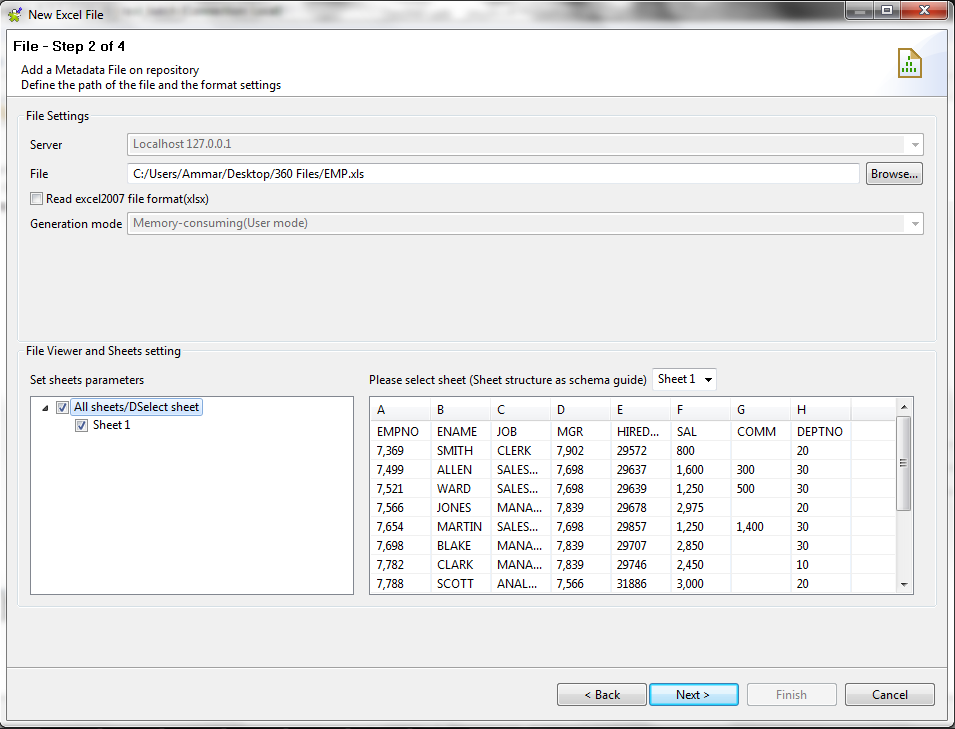 New Excel File
File - Step 2 of 4
Add a Metadata File on repository
Define the path of the file and the format settings
File Settings
Server Localhost 127.0.0.1
File C:/Users/Ammar/Desktop/360 Files/EMP.xls Browse...
Read excel2007 file format(xlsx)
Generation mode Memory-consuming(User mode)
File Viewer and Sheets setting
Set sheets parameters
Please select sheet (Sheet structure as schema guide) Sheet 1
All sheets/DSelect sheet
Sheet 1
A B C D E F G H
EMPNO ENAME JOB MGR HIRED... SAL COMM DEPTNO
7,369 SMITH CLERK 7,902 29572 800 20
7,499 ALLEN SALES... 7,698 29637 1,600 300 30
7,521 WARD SALES... 7,698 29639 1,250 500 30
7,566 JONES MANA... 7,839 29678 2,975 20
7,654 MARTIN SALES... 7,698 29857 1,250 1,400 30
7,698 BLAKE MANA... 7,839 29707 2,850 30
7,782 CLARK MANA... 7,839 29746 2,450 10
7,788 SCOTT ANAL... 7,566 31886 3,000 20
< Back Next > Finish Cancel